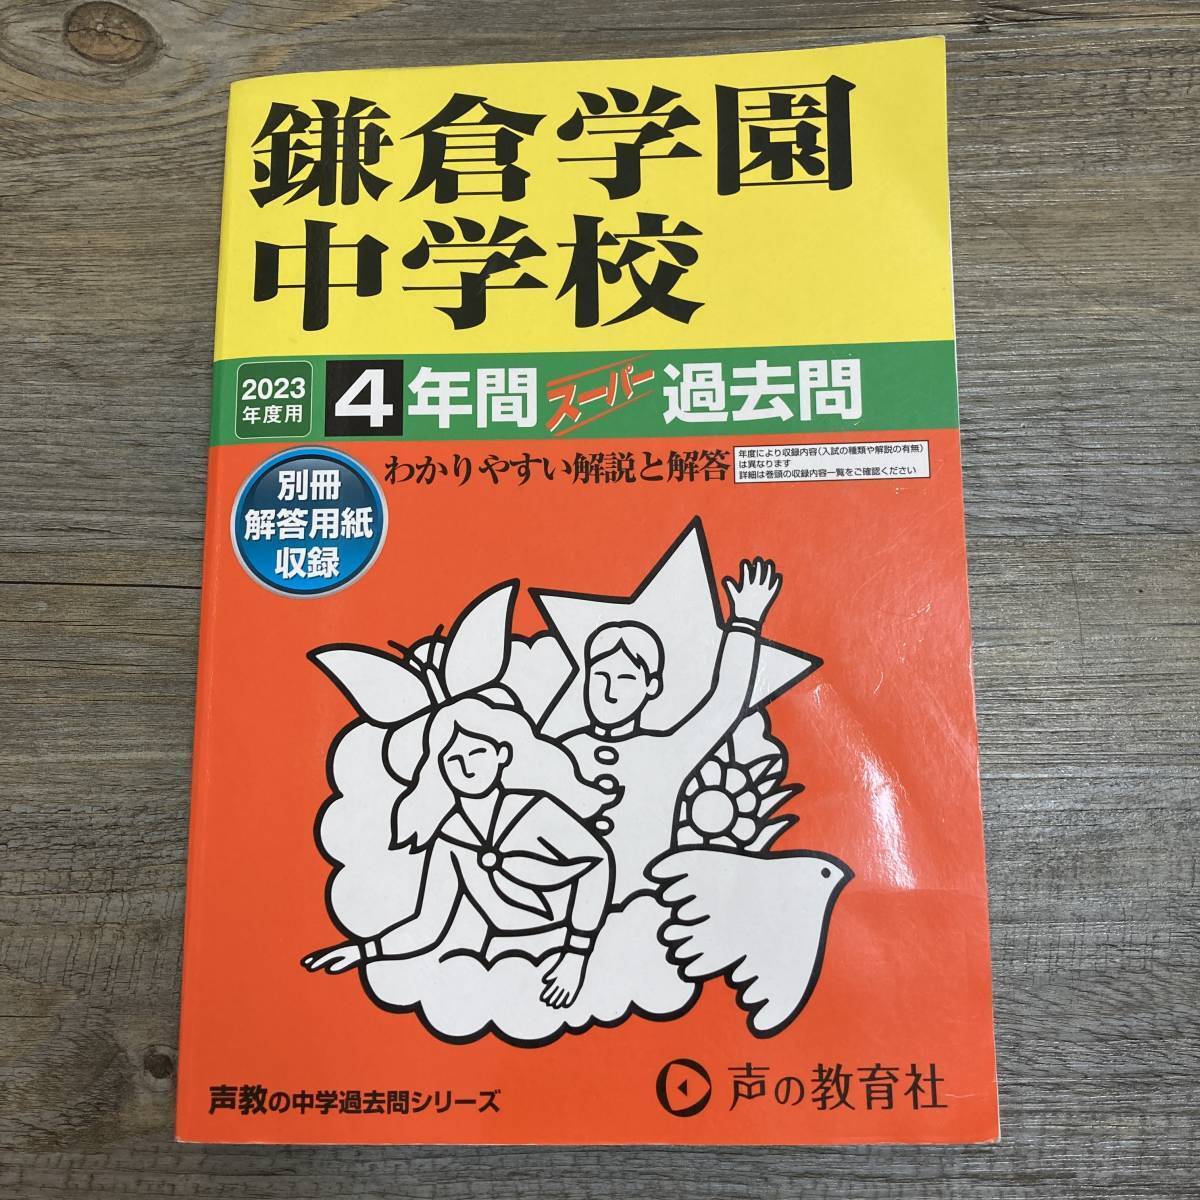 鎌倉学園
中学校
2023
年度用
4年間スーパー過去問
わかりやすい解説と解答
年度により収録内容(入試の種類や解説の有無)
は異なります
詳細は巻頭の収録内容一覧をご確認ください
別冊
解答用紙
収録
声教の中学過去問シリーズ
声の教育社